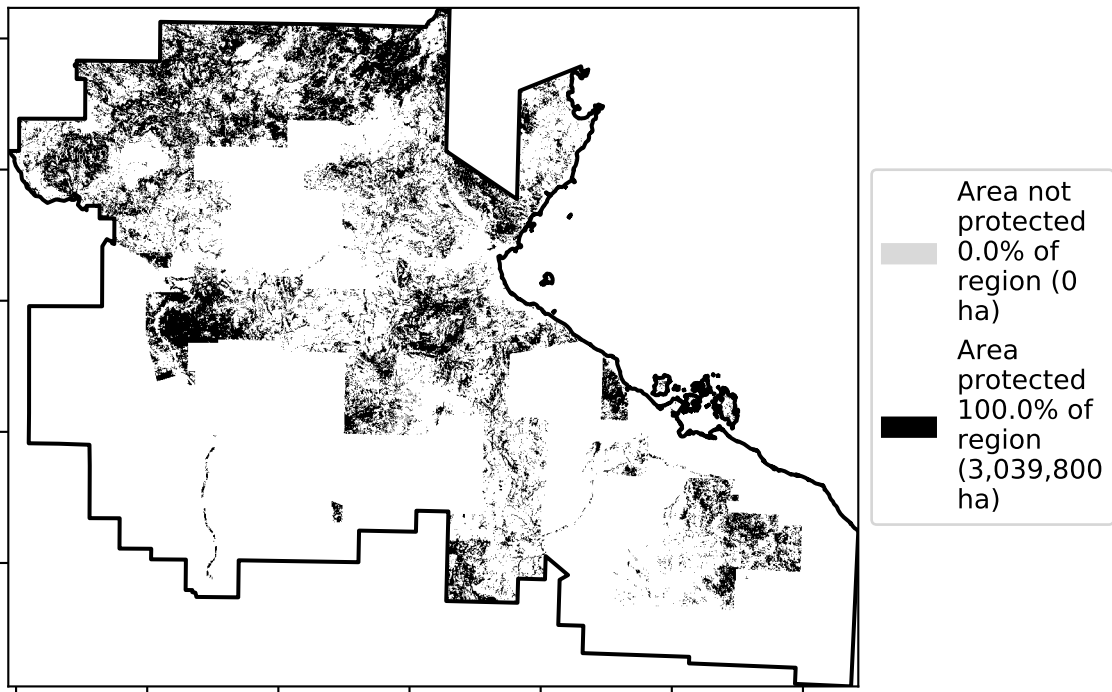 Area not
protected
0.0% of
region (0
ha)
Area
protected
100.0% of
region
(3,039,800
ha)